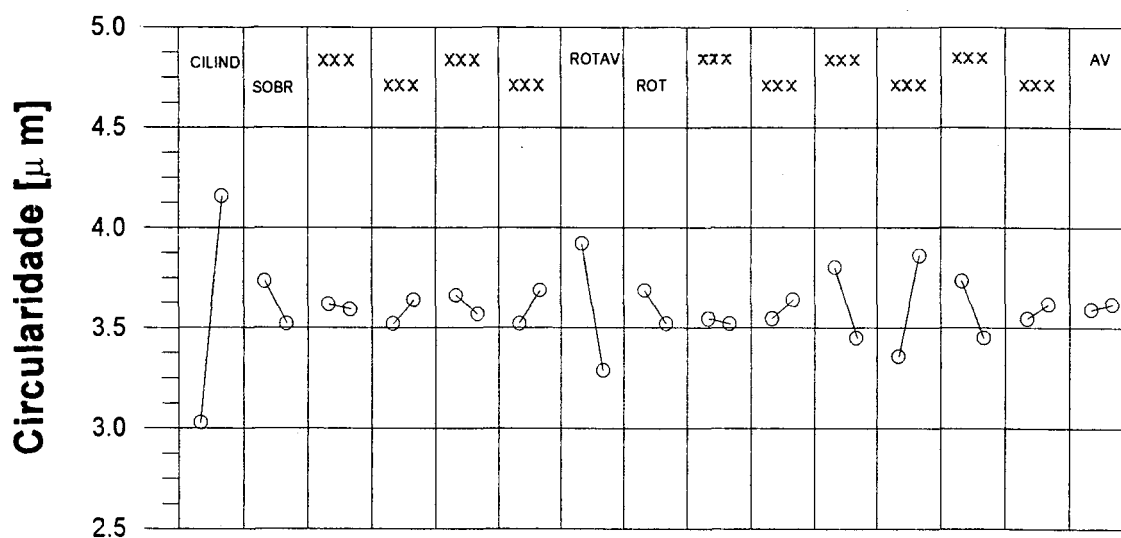 Circularidade [μ m]
5.0
4.5
4.0
3.5
3.0
2.5
CILIND
SOBR
XXX
XXX
XXX
XXX
ROTAV
ROT
XXX
XXX
XXX
XXX
XXX
XXX
AV